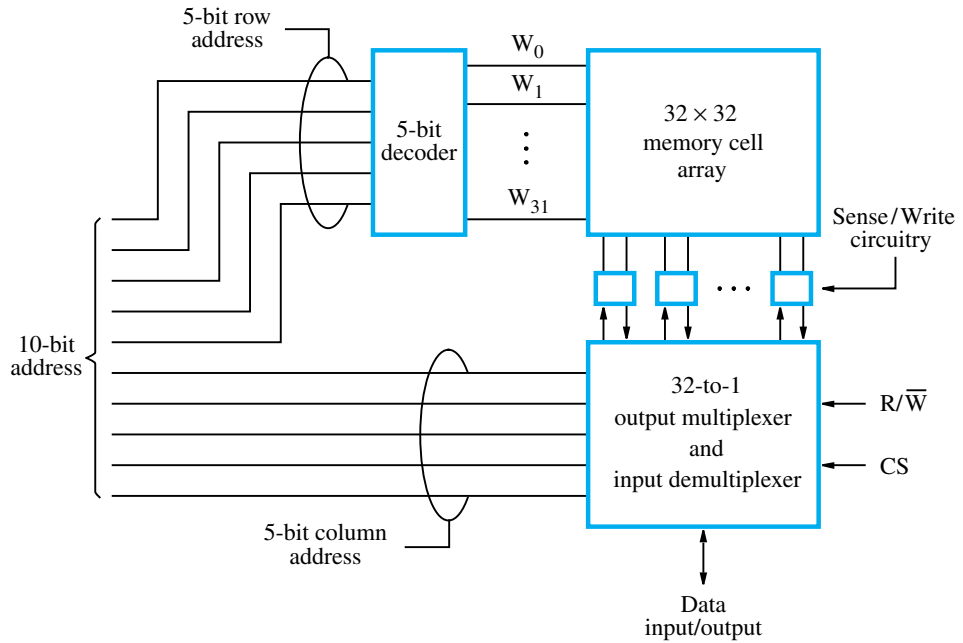 5-bit row
address
W0
W1
5-bit
decoder
32 × 32
memory cell
array
W31
Sense/Write
circuitry
10-bit
address
32-to-1
output multiplexer
and
input demultiplexer
R/W̅
CS
5-bit column
address
Data
input/output